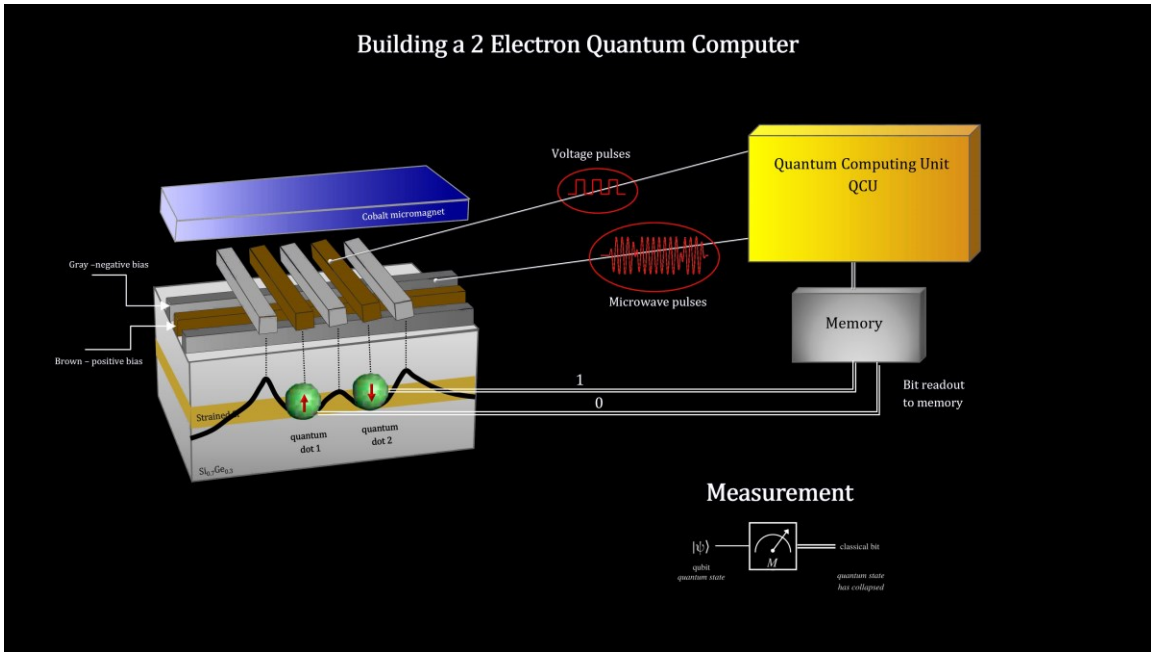 Building a 2 Electron Quantum Computer
Voltage pulses
Quantum Computing Unit
QCU
Cobalt micromagnet
Gray –negative bias
Microwave pulses
Memory
Brown – positive bias
1
0
Bit readout
to memory
Strained
quantum
dot 1
quantum
dot 2
Si₀.₇Ge₀.₃
Measurement
|ψ⟩
M
classical bit
qubit
quantum state
quantum state
has collapsed